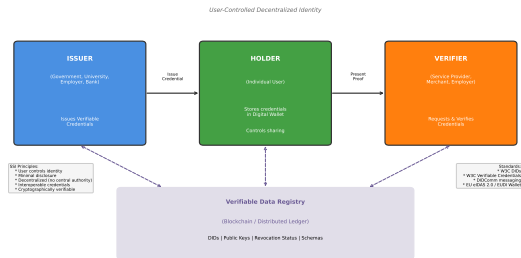 User-Controlled Decentralized Identity
ISSUER
(Government, University,
Employer, Bank)
Issues Verifiable
Credentials
Issue
Credential
HOLDER
(Individual User)
Stores credentials
in Digital Wallet
Controls sharing
Present
Proof
VERIFIER
(Service Provider,
Merchant, Employer)
Requests & Verifies
Credentials
SSI Principles:
* User controls identity
* Minimal disclosure
* Decentralized (no central authority)
* Interoperable credentials
* Cryptographically verifiable
Standards:
* W3C DIDs
* W3C Verifiable Credentials
* DIDComm messaging
* EU eIDAS 2.0 / EUDI Wallet
Verifiable Data Registry
(Blockchain / Distributed Ledger)
DIDs | Public Keys | Revocation Status | Schemas